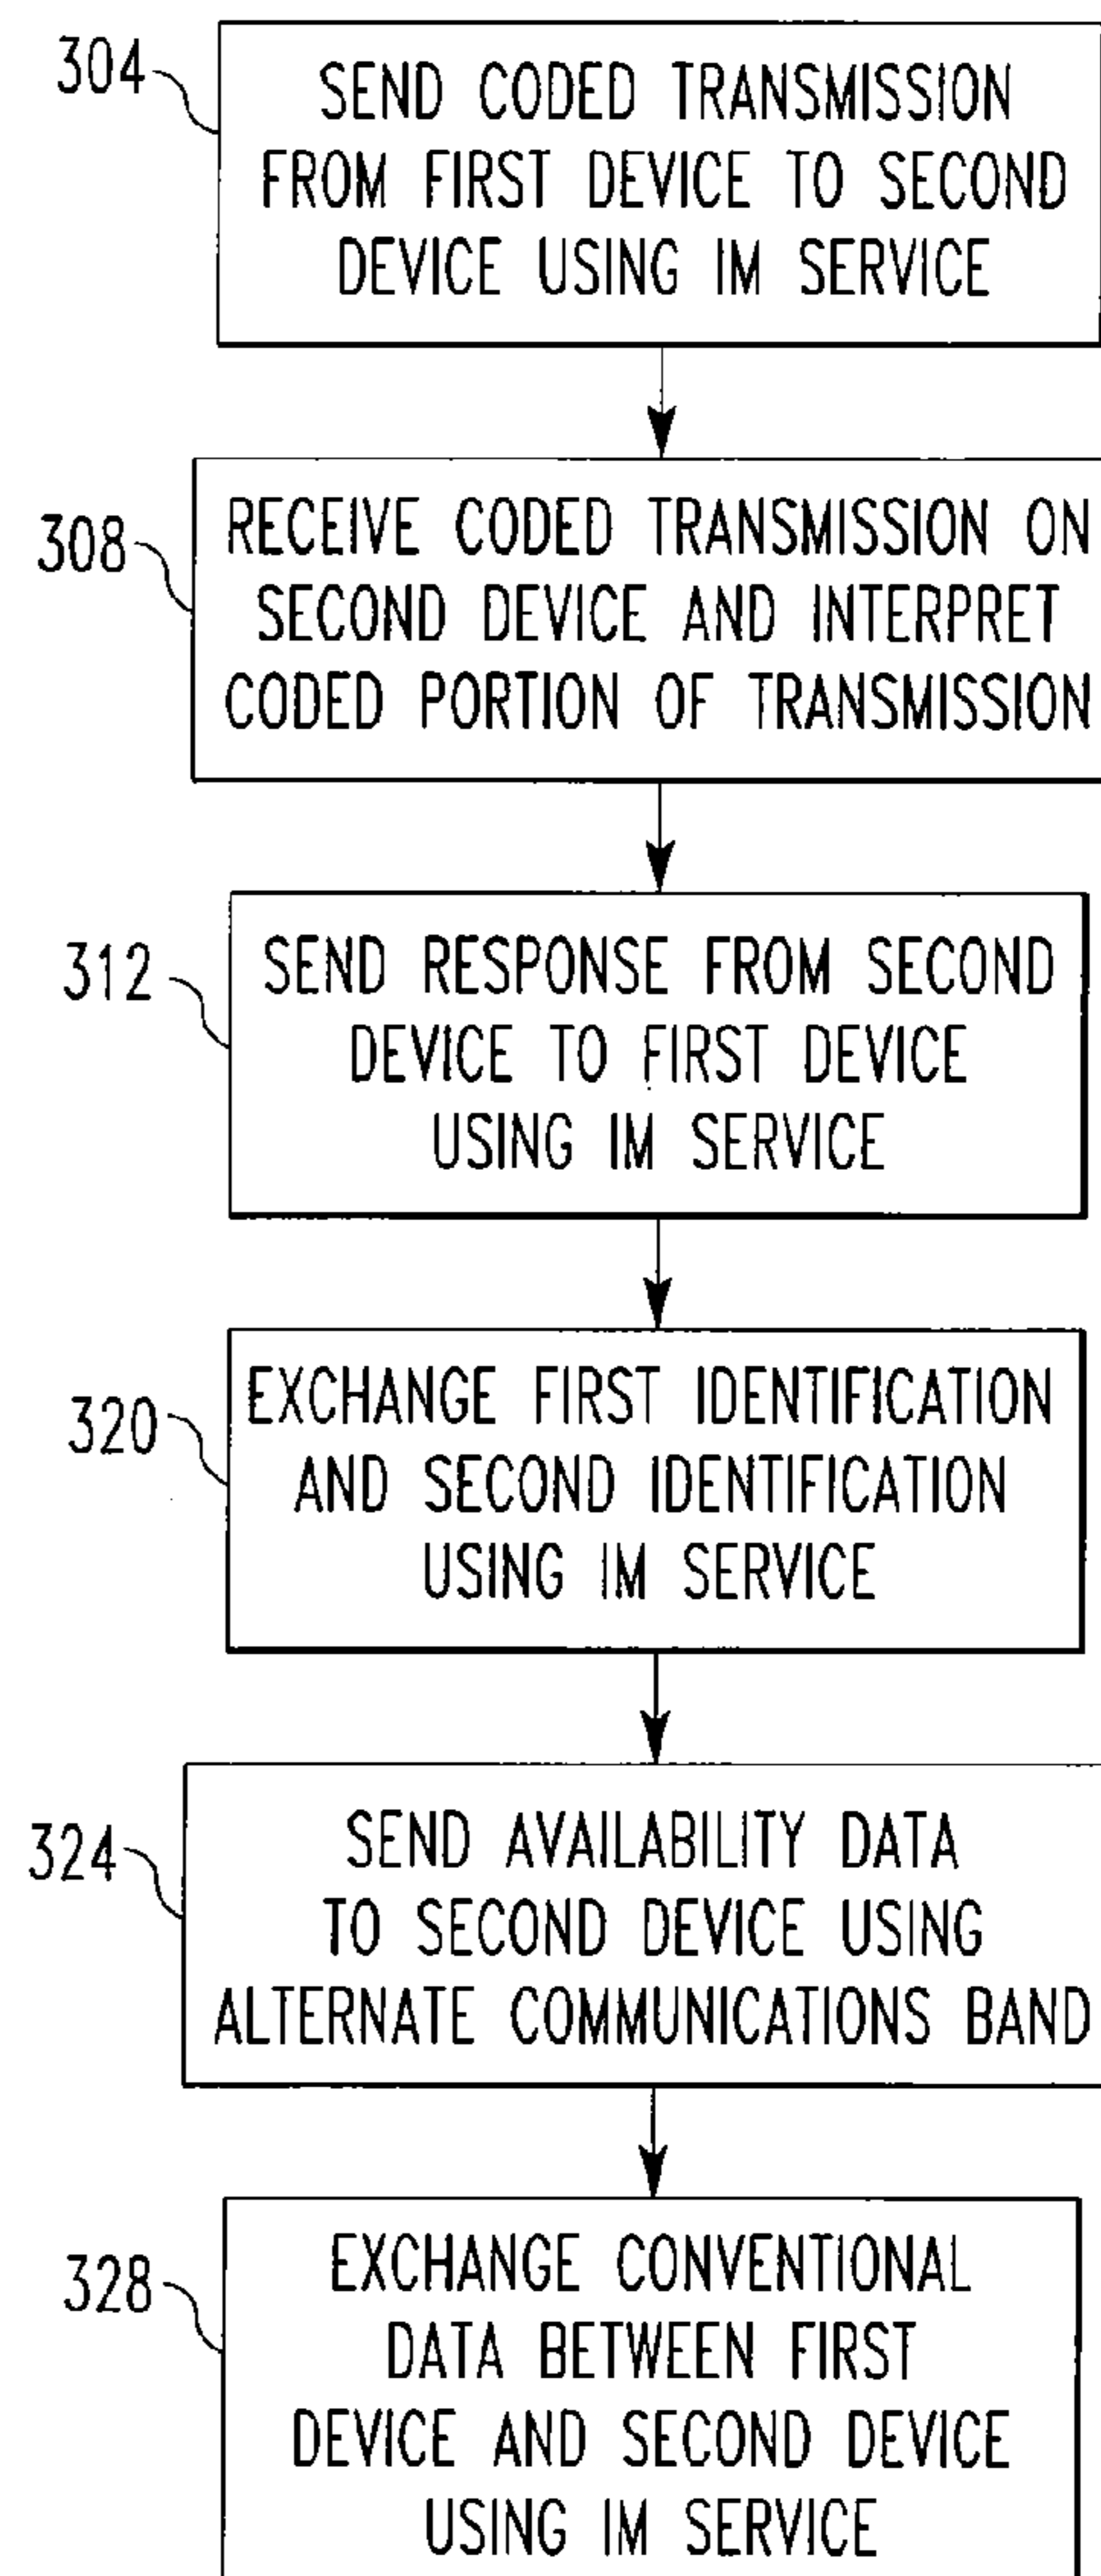 304
SEND CODED TRANSMISSION
FROM FIRST DEVICE TO SECOND
DEVICE USING IM SERVICE
308
RECEIVE CODED TRANSMISSION ON
SECOND DEVICE AND INTERPRET
CODED PORTION OF TRANSMISSION
312
SEND RESPONSE FROM SECOND
DEVICE TO FIRST DEVICE
USING IM SERVICE
320
EXCHANGE FIRST IDENTIFICATION
AND SECOND IDENTIFICATION
USING IM SERVICE
324
SEND AVAILABILITY DATA
TO SECOND DEVICE USING
ALTERNATE COMMUNICATIONS BAND
328
EXCHANGE CONVENTIONAL
DATA BETWEEN FIRST
DEVICE AND SECOND DEVICE
USING IM SERVICE